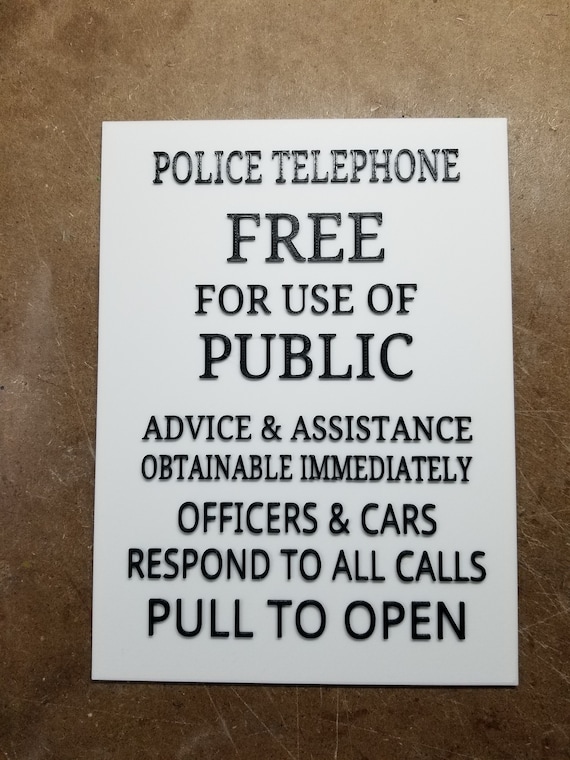 POLICE TELEPHONE
FREE
FOR USE OF
PUBLIC
ADVICE & ASSISTANCE
OBTAINABLE IMMEDIATELY
OFFICERS & CARS
RESPOND TO ALL CALLS
PULL TO OPEN